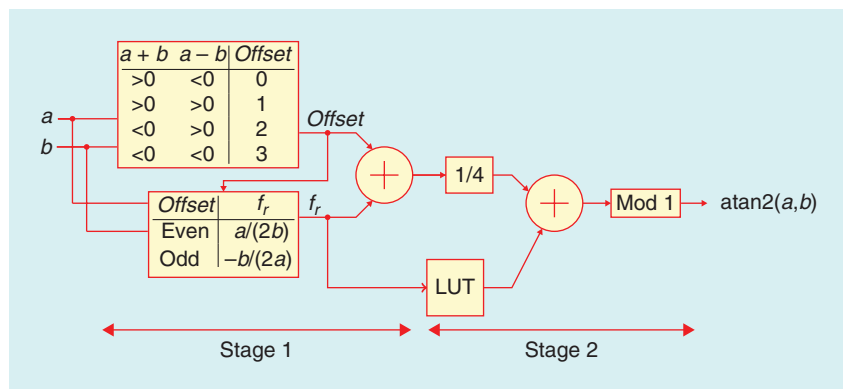 a + b a − b Offset
>0 <0 0
>0 >0 1
<0 >0 2
<0 <0 3
a
b
Offset
Offset f_r
Even a/(2b)
Odd −b/(2a)
f_r
+
1/4
+
Mod 1
atan2(a,b)
LUT
Stage 1
Stage 2